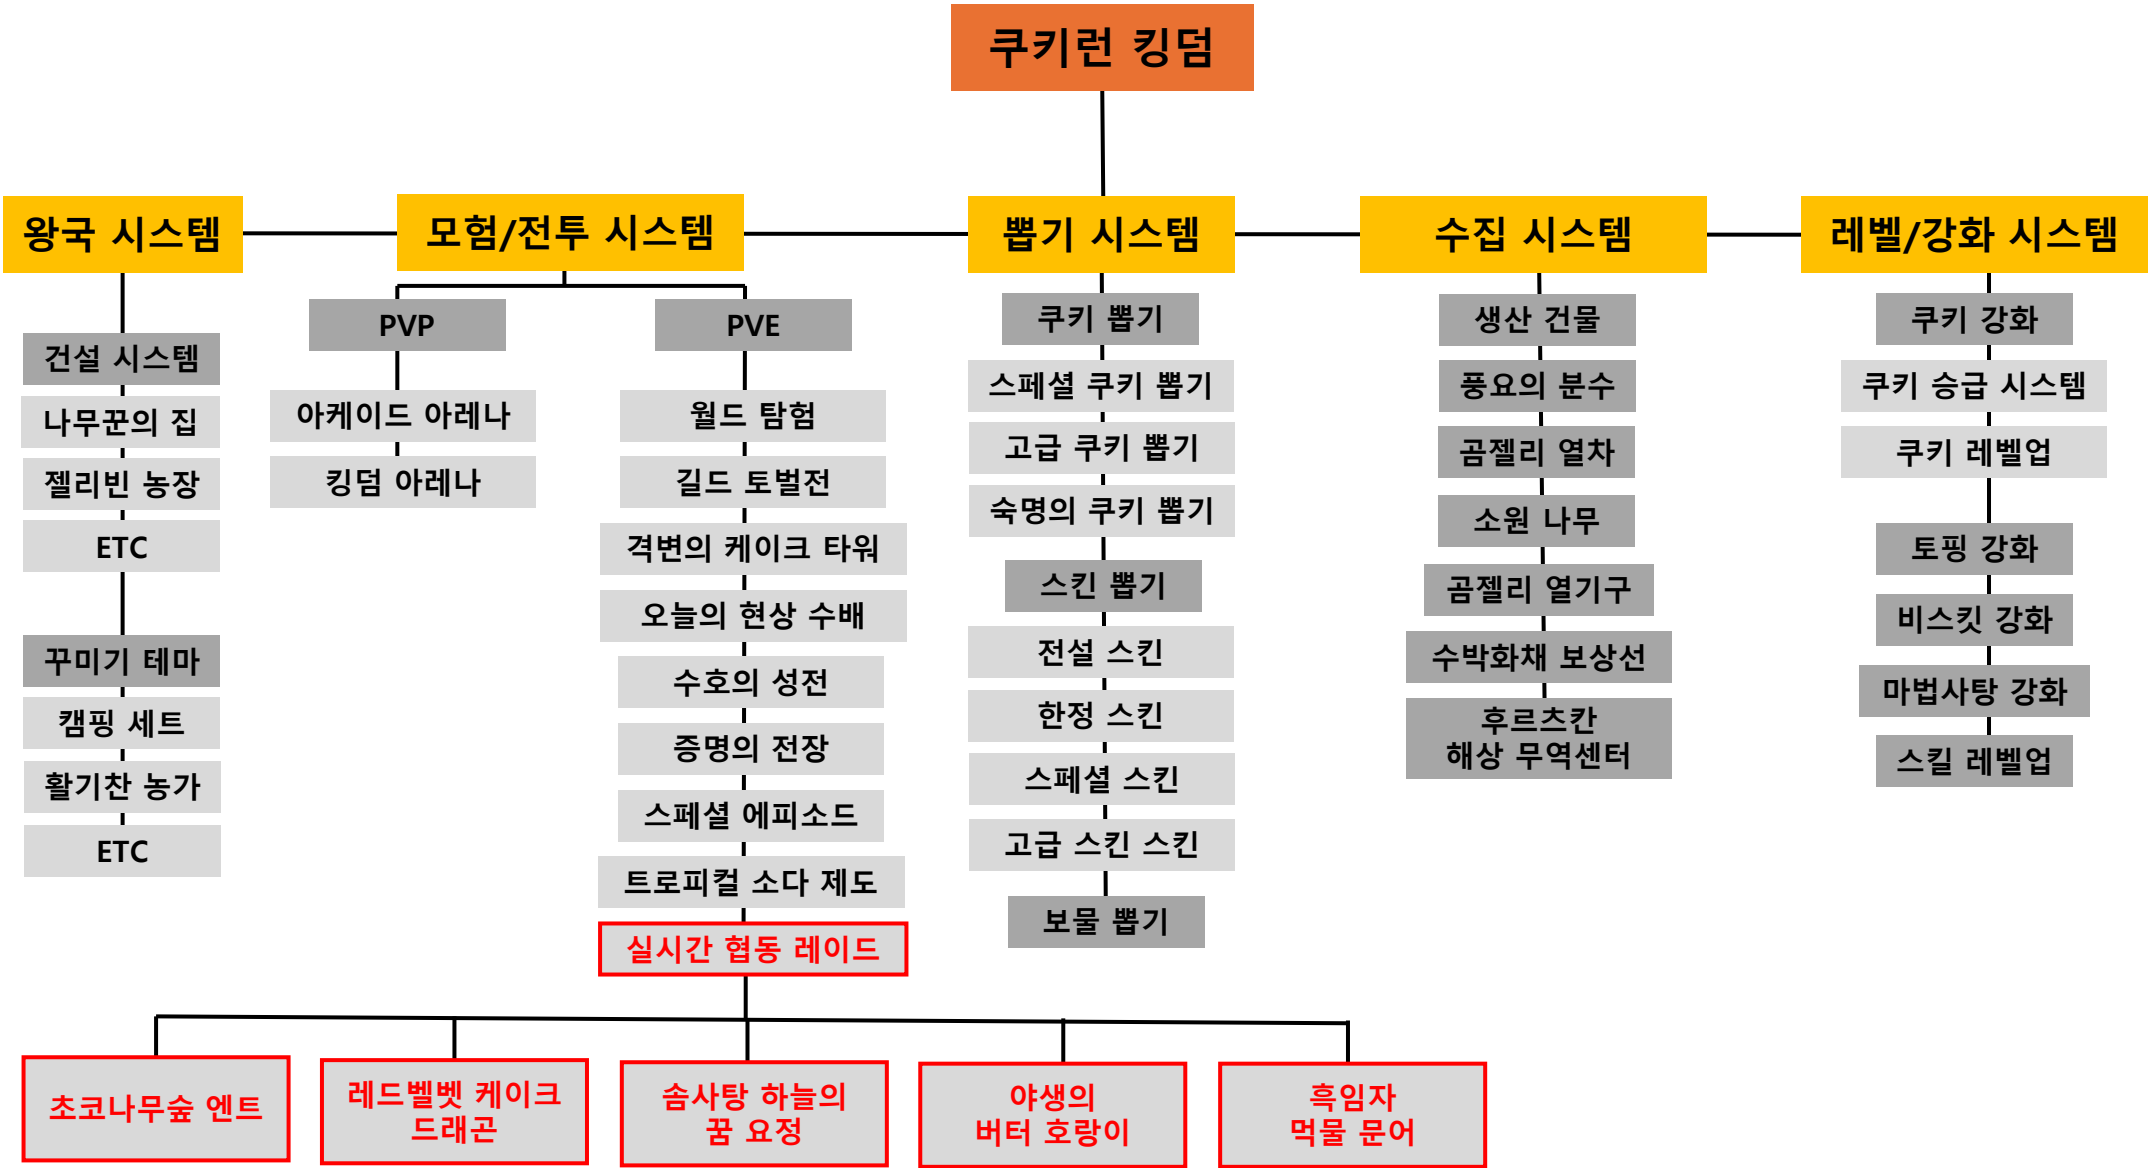 쿠키런 킹덤
왕국 시스템
모험/전투 시스템
뽑기 시스템
수집 시스템
레벨/강화 시스템
건설 시스템
나무꾼의 집
젤리빈 농장
ETC
꾸미기 테마
캠핑 세트
활기찬 농가
ETC
PVP
아케이드 아레나
킹덤 아레나
PVE
월드 탐험
길드 토벌전
격변의 케이크 타워
오늘의 현상 수배
수호의 성전
증명의 전장
스페셜 에피소드
트로피컬 소다 제도
실시간 협동 레이드
쿠키 뽑기
스페셜 쿠키 뽑기
고급 쿠키 뽑기
숙명의 쿠키 뽑기
스킨 뽑기
전설 스킨
한정 스킨
스페셜 스킨
고급 스킨 스킨
보물 뽑기
생산 건물
풍요의 분수
곰젤리 열차
소원 나무
곰젤리 열기구
수박화채 보상선
후르츠칸
해상 무역센터
쿠키 강화
쿠키 승급 시스템
쿠키 레벨업
토핑 강화
비스킷 강화
마법사탕 강화
스킬 레벨업
초코나무숲 엔트
레드벨벳 케이크
드래곤
솜사탕 하늘의
꿈 요정
야생의
버터 호랑이
흑임자
먹물 문어